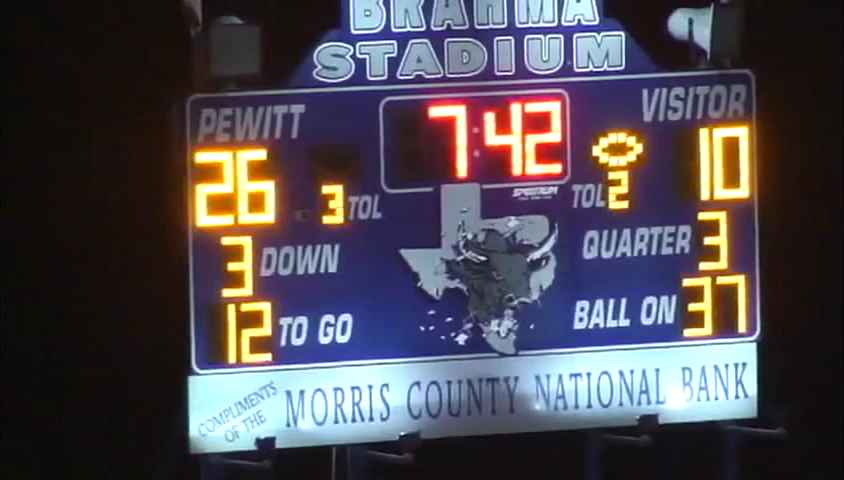 BRAHMA
STADIUM
PEWITT 7:42 VISITOR
26 3 TOL SPECTRUM TOL 2 10
3 DOWN QUARTER 3
12 TO GO BALL ON 37
COMPLIMENTS
OF THE
MORRIS COUNTY NATIONAL BANK